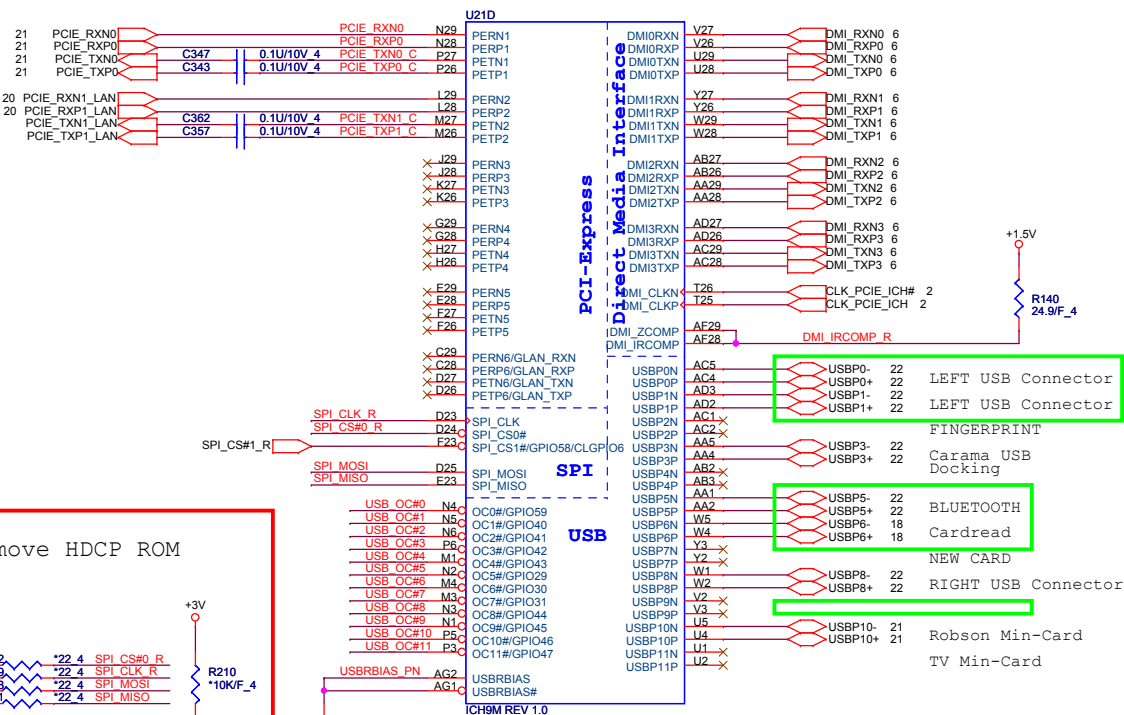 U21D
21 PCIE_RXN0 PCIE_RXN0 N29 PERN1 DMI0RXN V27 DMI_RXN0 6
21 PCIE_RXP0 PCIE_RXP0 N28 PERP1 DMI0RXP V26 DMI_RXP0 6
21 PCIE_TXN0 C347 0.1U/10V_4 PCIE_TXN0_C P27 PETN1 DMI0TXN U29 DMI_TXN0 6
21 PCIE_TXP0 C343 0.1U/10V_4 PCIE_TXP0_C P26 PETP1 DMI0TXP U28 DMI_TXP0 6
20 PCIE_RXN1_LAN L29 PERN2 DMI1RXN Y27 DMI_RXN1 6
20 PCIE_RXP1_LAN L28 PERP2 DMI1RXP Y26 DMI_RXP1 6
PCIE_TXN1_LAN C362 0.1U/10V_4 PCIE_TXN1_C M27 PETN2 DMI1TXN W29 DMI_TXN1 6
PCIE_TXP1_LAN C357 0.1U/10V_4 PCIE_TXP1_C M26 PETP2 DMI1TXP W28 DMI_TXP1 6
J29 PERN3 DMI2RXN AB27 DMI_RXN2 6
J28 PERP3 DMI2RXP AB26 DMI_RXP2 6
K27 PETN3 DMI2TXN AA29 DMI_TXN2 6
K26 PETP3 DMI2TXP AA28 DMI_TXP2 6
PCI-Express
Direct Media Interface
G29 PERN4 DMI3RXN AD27 DMI_RXN3 6
G28 PERP4 DMI3RXP AD26 DMI_RXP3 6
H27 PETN4 DMI3TXN AC29 DMI_TXN3 6
H26 PETP4 DMI3TXP AC28 DMI_TXP3 6
+1.5V
E29 PERN5 DMI_CLKN T26 CLK_PCIE_ICH# 2
E28 PERP5 DMI_CLKP T25 CLK_PCIE_ICH 2
R140
24.9/F_4
F27 PETN5
F26 PETP5 DMI_ZCOMP AF29
DMI_IRCOMP AF28 DMI_IRCOMP_R
C29 PERN6/GLAN_RXN
C28 PERP6/GLAN_RXP USBP0N AC5 USBP0- 22
D27 PETN6/GLAN_TXN USBP0P AC4 USBP0+ 22 LEFT USB Connector
D26 PETP6/GLAN_TXP USBP1N AD3 USBP1- 22
USBP1P AD2 USBP1+ 22 LEFT USB Connector
SPI_CLK_R D23 SPI_CLK USBP2N AC1
SPI_CS#0_R D24 SPI_CS0# USBP2P AC2 FINGERPRINT
SPI_CS#1_R F23 SPI_CS1#/GPIO58/CLGPIO6 USBP3N AA5 USBP3- 22
USBP3P AA4 USBP3+ 22 Carama USB
SPI_MOSI D25 SPI_MOSI SPI USBP4N AB2 Docking
SPI_MISO E23 SPI_MISO USBP4P AB3
USBP5N AA1 USBP5- 22
USB_OC#0 N4 OC0#/GPIO59 USBP5P AA2 USBP5+ 22 BLUETOOTH
USB_OC#1 N5 OC1#/GPIO40 USBP6N W5 USBP6- 18
USB_OC#2 N6 OC2#/GPIO41 USB USBP6P W4 USBP6+ 18 Cardread
USB_OC#3 P6 OC3#/GPIO42 USBP7N Y3
USB_OC#4 M1 OC4#/GPIO43 USBP7P Y2 NEW CARD
USB_OC#5 N2 OC5#/GPIO29 USBP8N W1 USBP8- 22
USB_OC#6 M4 OC6#/GPIO30 USBP8P W2 USBP8+ 22 RIGHT USB Connector
USB_OC#7 M3 OC7#/GPIO31 USBP9N V2
USB_OC#8 N3 OC8#/GPIO44 USBP9P V3
USB_OC#9 N1 OC9#/GPIO45 USBP10N U5 USBP10- 21
USB_OC#10 P5 OC10#/GPIO46 USBP10P U4 USBP10+ 21 Robson Min-Card
USB_OC#11 P3 OC11#/GPIO47 USBP11N U1
USBP11P U2 TV Min-Card
USBRBIAS_PN AG2 USBRBIAS
AG1 USBRBIAS#
ICH9M REV 1.0
move HDCP ROM
+3V
*22_4 SPI_CS#0_R
*22_4 SPI_CLK_R
*22_4 SPI_MOSI
*22_4 SPI_MISO
R210
*10K/F_4